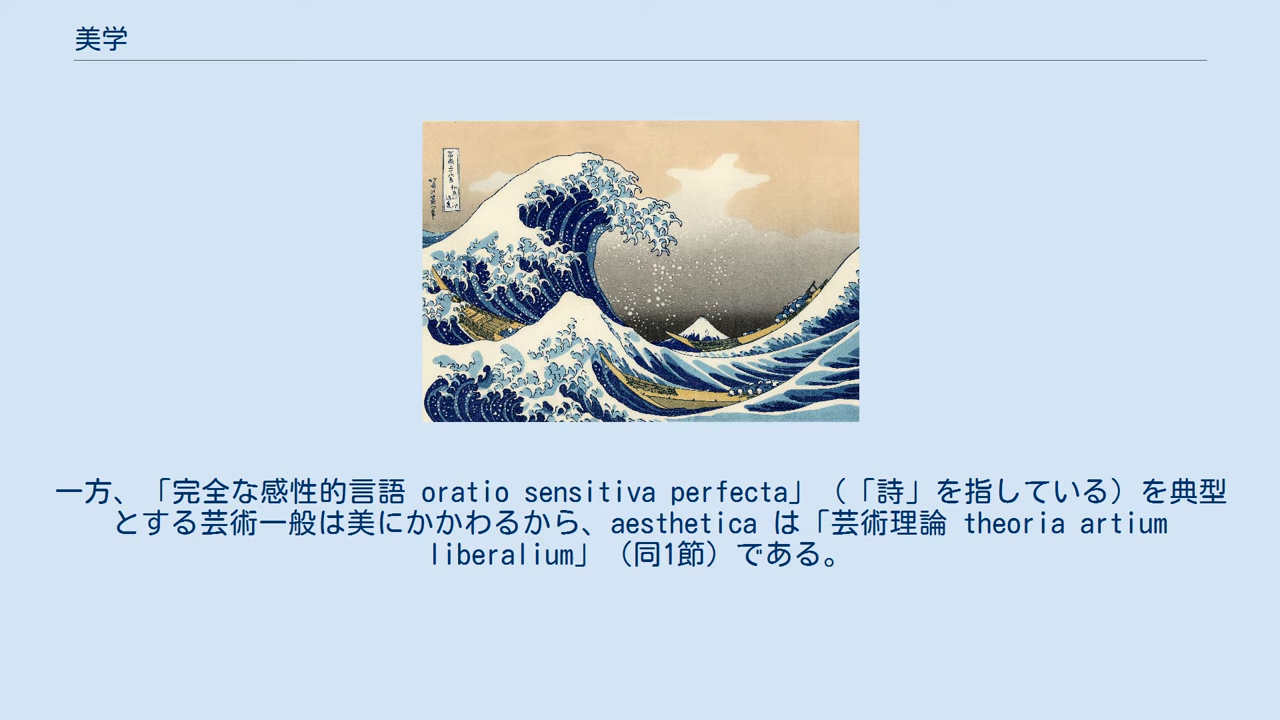 美学
一方、「完全な感性的言語 oratio sensitiva perfecta」（「詩」を指している）を典型
とする芸術一般は美にかかわるから、aesthetica は「芸術理論 theoria artium
liberalium」（同1節）である。